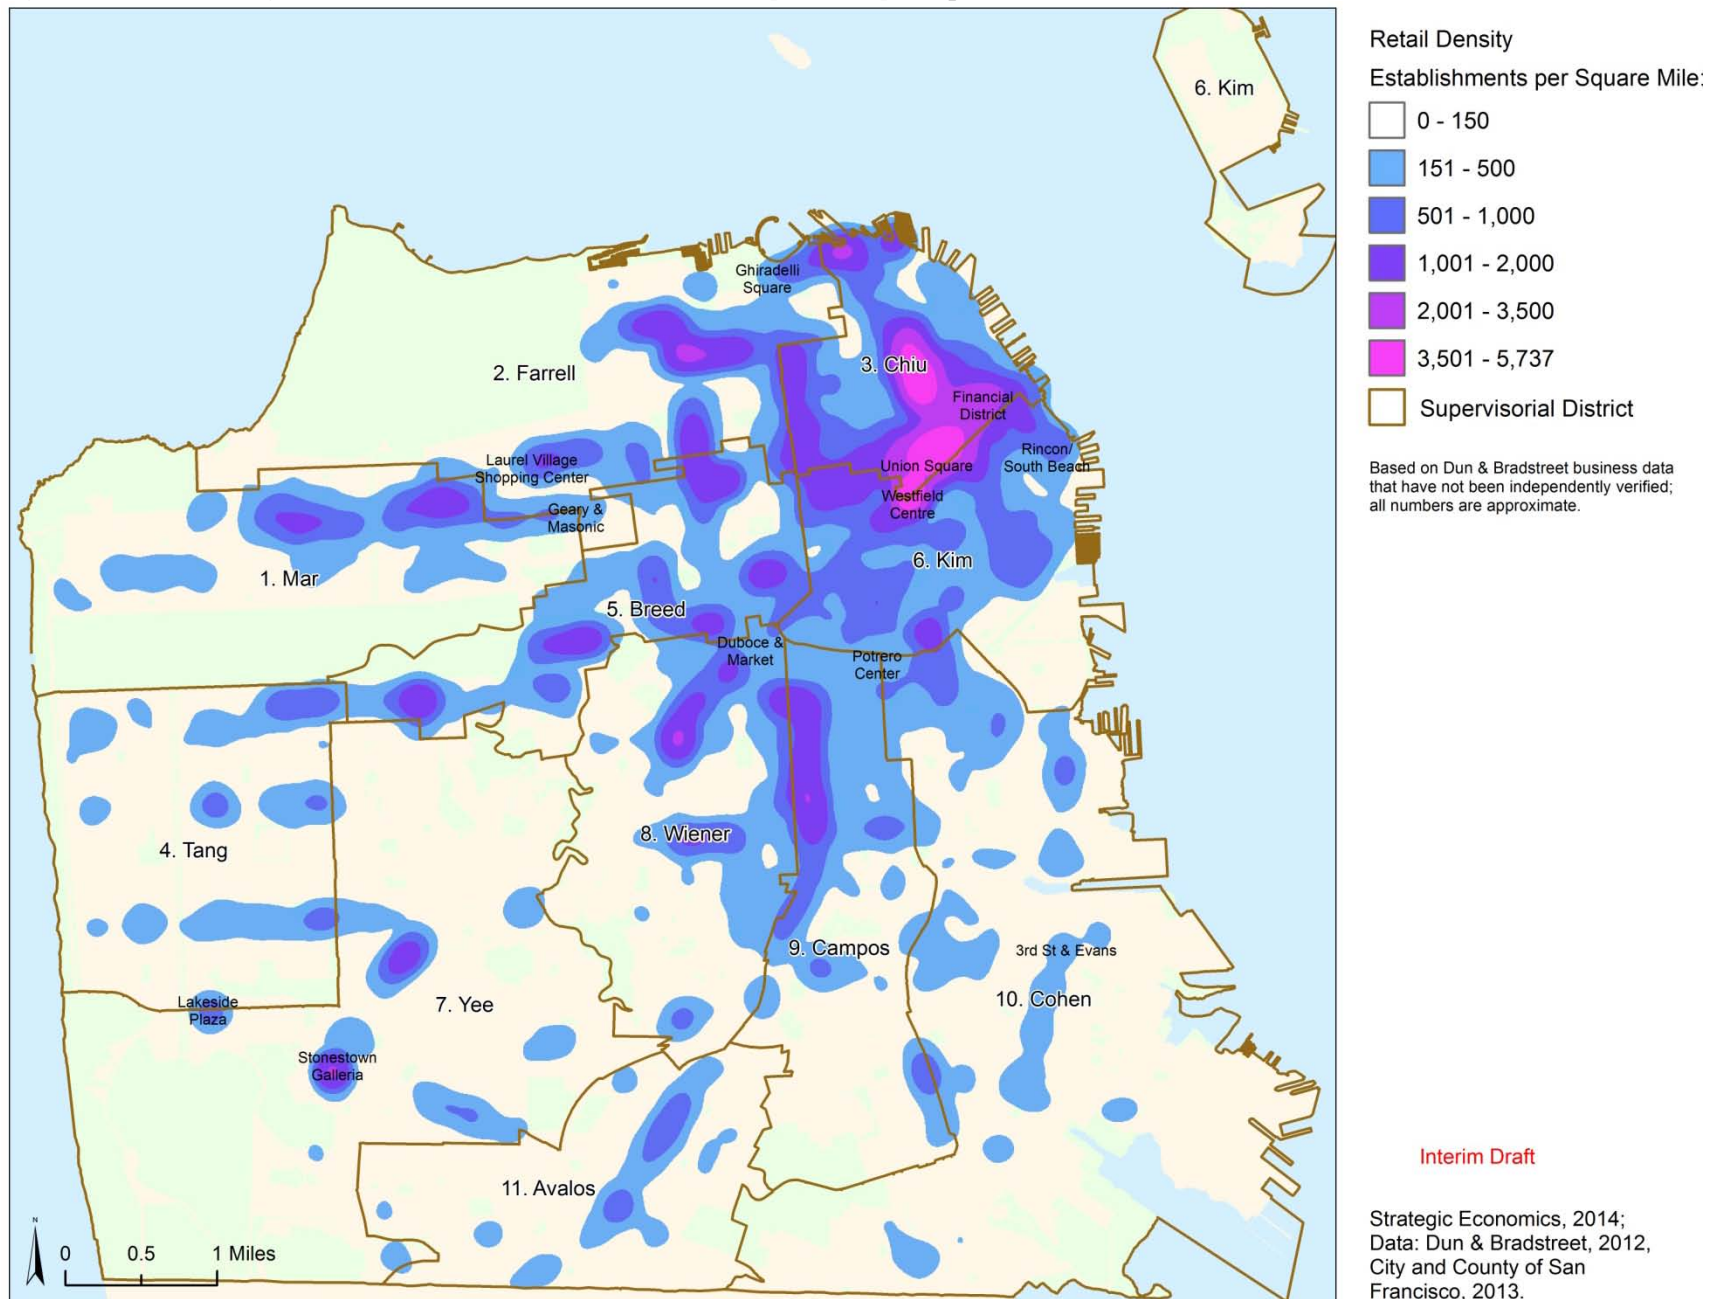 6. Kim
Ghiradelli
Square
2. Farrell
3. Chiu
Financial
District
Laurel Village
Shopping Center
Union Square
Rincon/
South Beach
Westfield
Centre
Geary &
Masonic
1. Mar
6. Kim
5. Breed
Duboce &
Market
Potrero
Center
8. Wiener
4. Tang
9. Campos
3rd St & Evans
10. Cohen
7. Yee
Lakeside
Plaza
Stonestown
Galleria
11. Avalos
N
0 0.5 1 Miles
Retail Density
Establishments per Square Mile:
0 - 150
151 - 500
501 - 1,000
1,001 - 2,000
2,001 - 3,500
3,501 - 5,737
Supervisorial District
Based on Dun & Bradstreet business data
that have not been independently verified;
all numbers are approximate.
Interim Draft
Strategic Economics, 2014;
Data: Dun & Bradstreet, 2012,
City and County of San
Francisco, 2013.